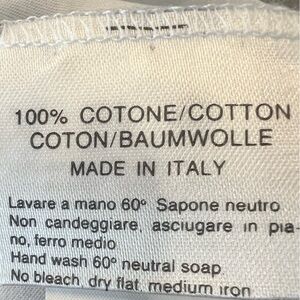 100% COTONE/COTTON
COTON/BAUMWOLLE
MADE IN ITALY
Lavare a mano 60° Sapone neutro
Non candeggiare, asciugare in pia-
no, ferro medio
Hand wash 60° neutral soap
No bleach, dry flat, medium iron